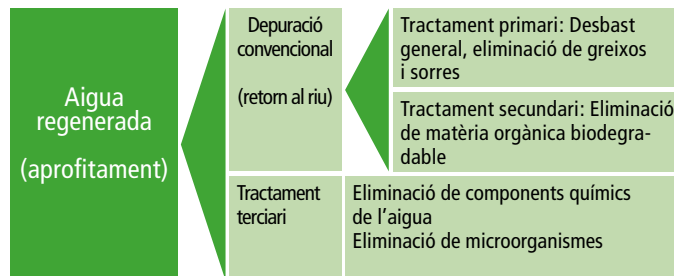 Aigua
regenerada
(aprofitament)
Depuració
convencional
(retorn al riu)
Tractament primari: Desbast
general, eliminació de greixos
i sorres
Tractament secundari: Eliminació
de matèria orgànica biodegra-
dable
Tractament
terciari
Eliminació de components químics
de l’aigua
Eliminació de microorganismes